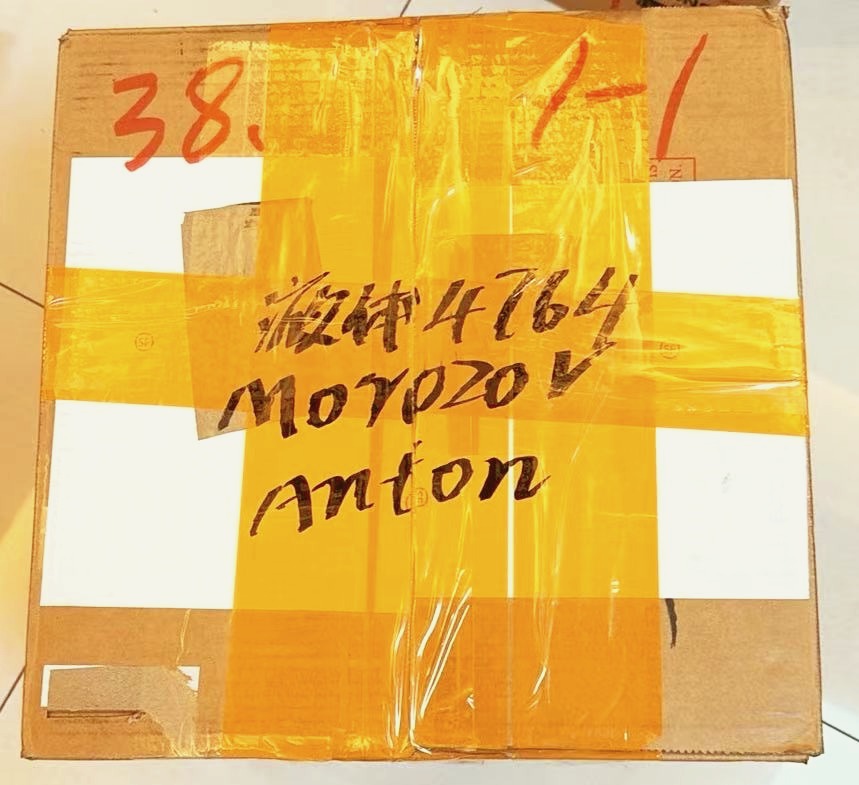 38. 1-1
液体4764
Morozov
Anton